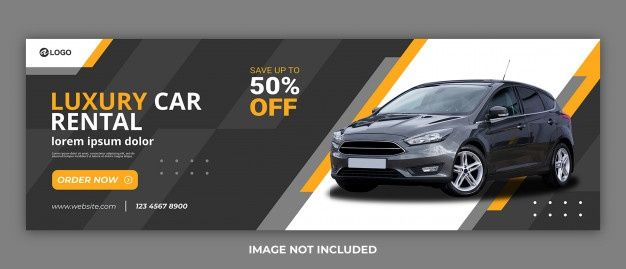 LOGO
SAVE UP TO
50%
OFF
LUXURY CAR
RENTAL
lorem ipsum dolor
ORDER NOW
www.website.com
123 4567 8900
IMAGE NOT INCLUDED